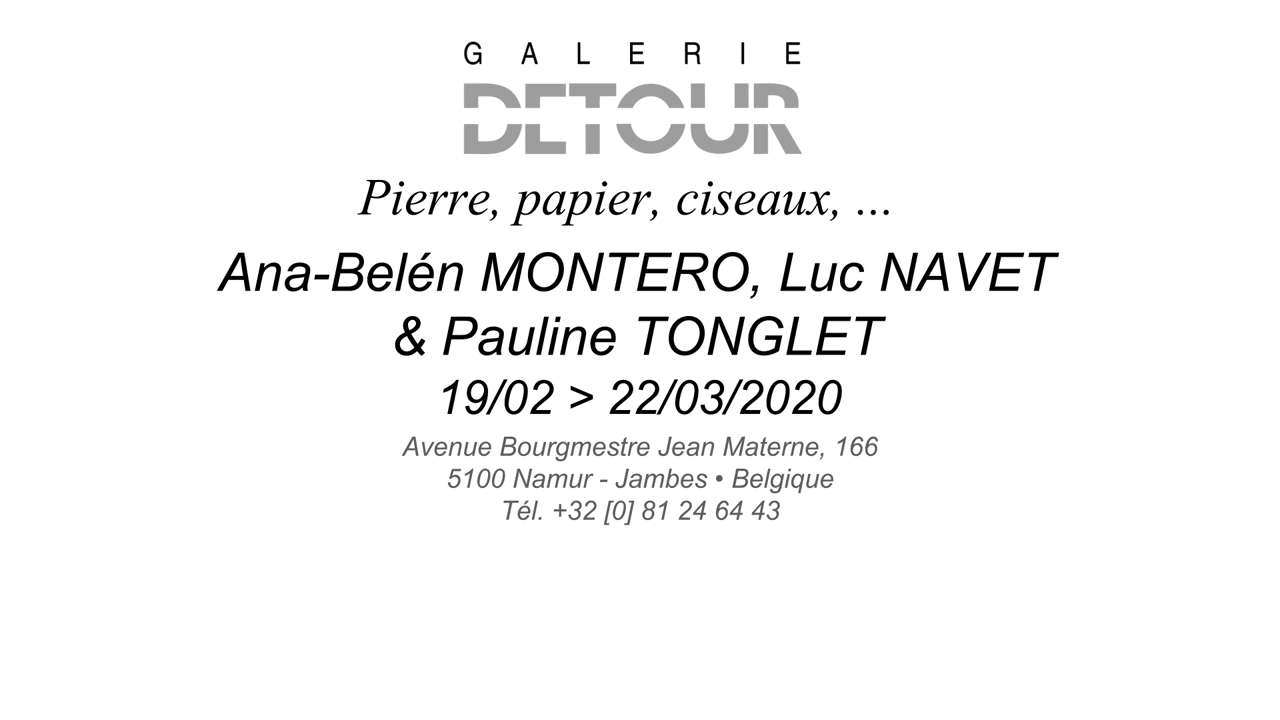 GALERIE
DETOUR
Pierre, papier, ciseaux, ...
Ana-Belén MONTERO, Luc NAVET
& Pauline TONGLET
19/02 > 22/03/2020
Avenue Bourgmestre Jean Materne, 166
5100 Namur - Jambes • Belgique
Tél. +32 [0] 81 24 64 43